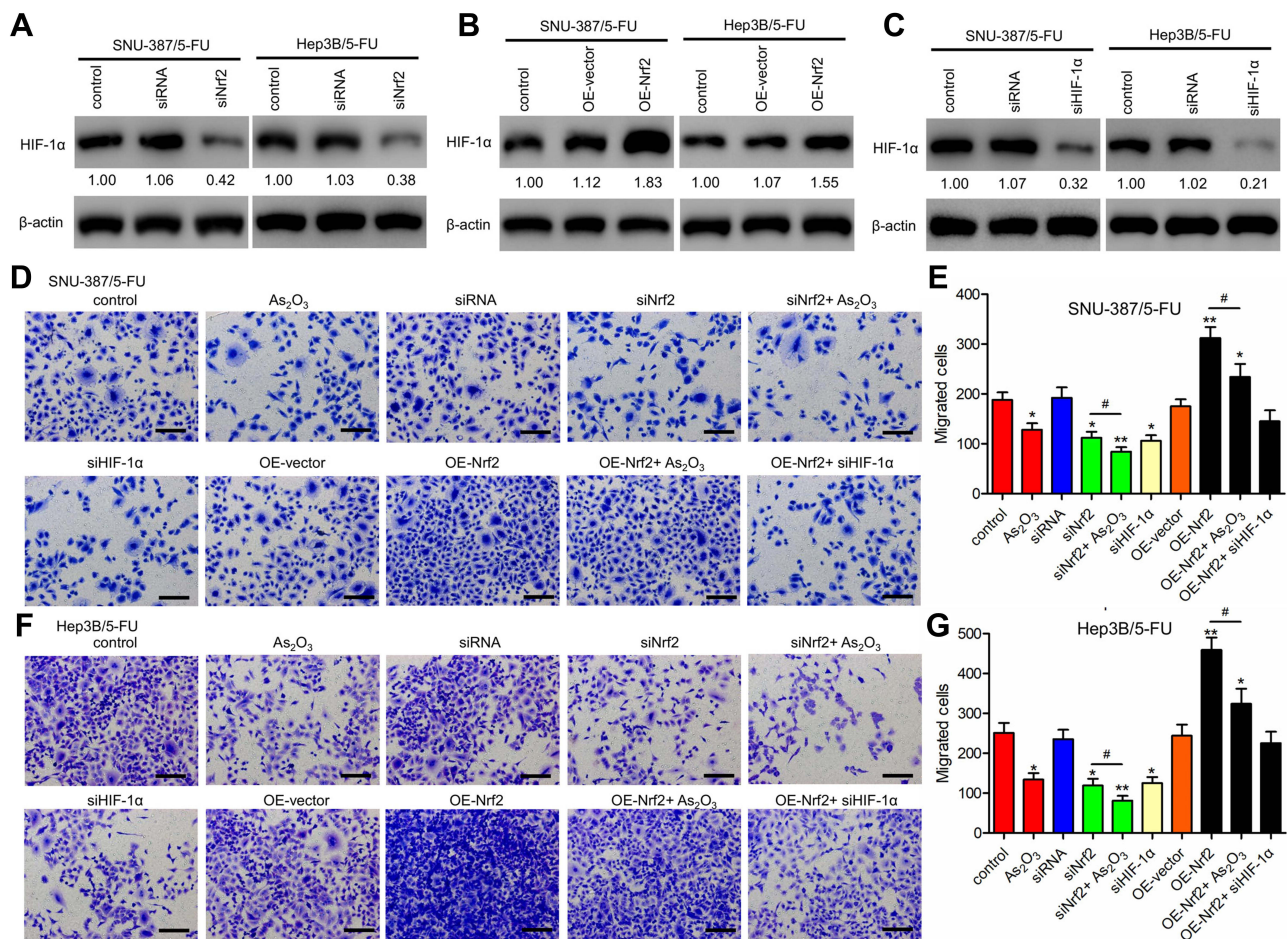 A
SNU-387/5-FU
Hep3B/5-FU
control
siRNA
siNrf2
control
siRNA
siNrf2
HIF-1α
1.00 1.06 0.42 1.00 1.03 0.38
β-actin
B
SNU-387/5-FU
Hep3B/5-FU
control
OE-vector
OE-Nrf2
control
OE-vector
OE-Nrf2
HIF-1α
1.00 1.12 1.83 1.00 1.07 1.55
β-actin
C
SNU-387/5-FU
Hep3B/5-FU
control
siRNA
siHIF-1α
control
siRNA
siHIF-1α
HIF-1α
1.00 1.07 0.32 1.00 1.02 0.21
β-actin
D
SNU-387/5-FU
control As₂O₃ siRNA siNrf2 siNrf2+ As₂O₃
siHIF-1α OE-vector OE-Nrf2 OE-Nrf2+ As₂O₃ OE-Nrf2+ siHIF-1α
E
SNU-387/5-FU
Migrated cells
400
300
200
100
0
*
*
#
**
*
**
#
*
control
As₂O₃
siRNA
siNrf2
siNrf2+ As₂O₃
siHIF-1α
OE-vector
OE-Nrf2
OE-Nrf2+ As₂O₃
OE-Nrf2+ siHIF-1α
F
Hep3B/5-FU
control As₂O₃ siRNA siNrf2 siNrf2+ As₂O₃
siHIF-1α OE-vector OE-Nrf2 OE-Nrf2+ As₂O₃ OE-Nrf2+ siHIF-1α
G
Hep3B/5-FU
Migrated cells
500
400
300
200
100
0
*
*
#
**
*
**
#
*
control
As₂O₃
siRNA
siNrf2
siNrf2+ As₂O₃
siHIF-1α
OE-vector
OE-Nrf2
OE-Nrf2+ As₂O₃
OE-Nrf2+ siHIF-1α